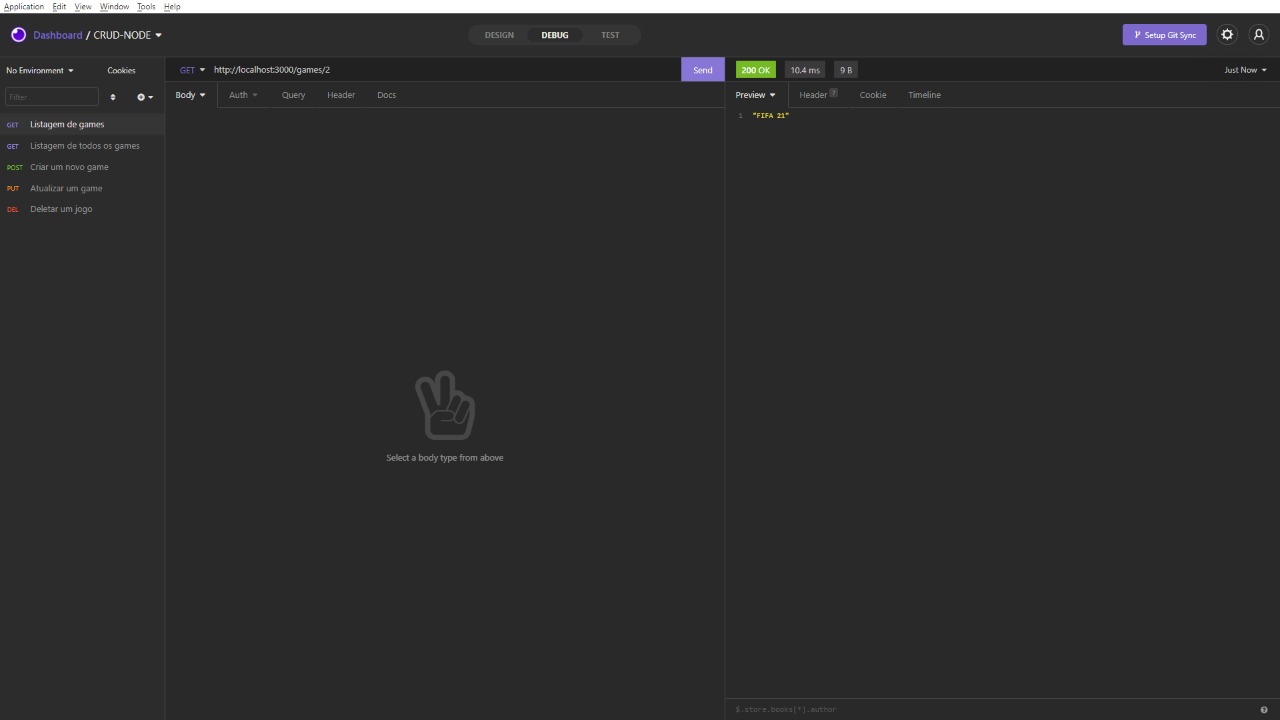 Application Edit View Window Tools Help
Dashboard / CRUD-NODE
DESIGN DEBUG TEST
Setup Git Sync
No Environment Cookies
GET http://localhost:3000/games/2 Send
200 OK 10.4 ms 9 B Just Now
Filter
Body Auth Query Header Docs
Preview Header 7 Cookie Timeline
GET Listagem de games
GET Listagem de todos os games
POST Criar um novo game
PUT Atualizar um game
DEL Deletar um jogo
1 "FIFA 21"
Select a body type from above
$.store.books[*].author